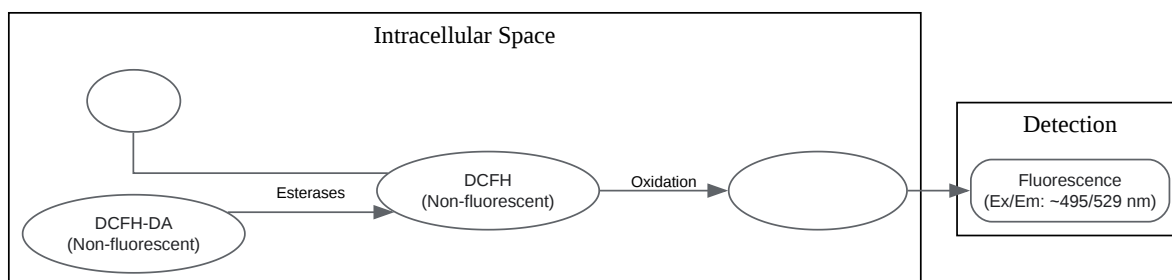 Intracellular Space
Detection
Esterases
DCFH-DA
(Non-fluorescent)
DCFH
(Non-fluorescent)
Oxidation
Fluorescence
(Ex/Em: ~495/529 nm)